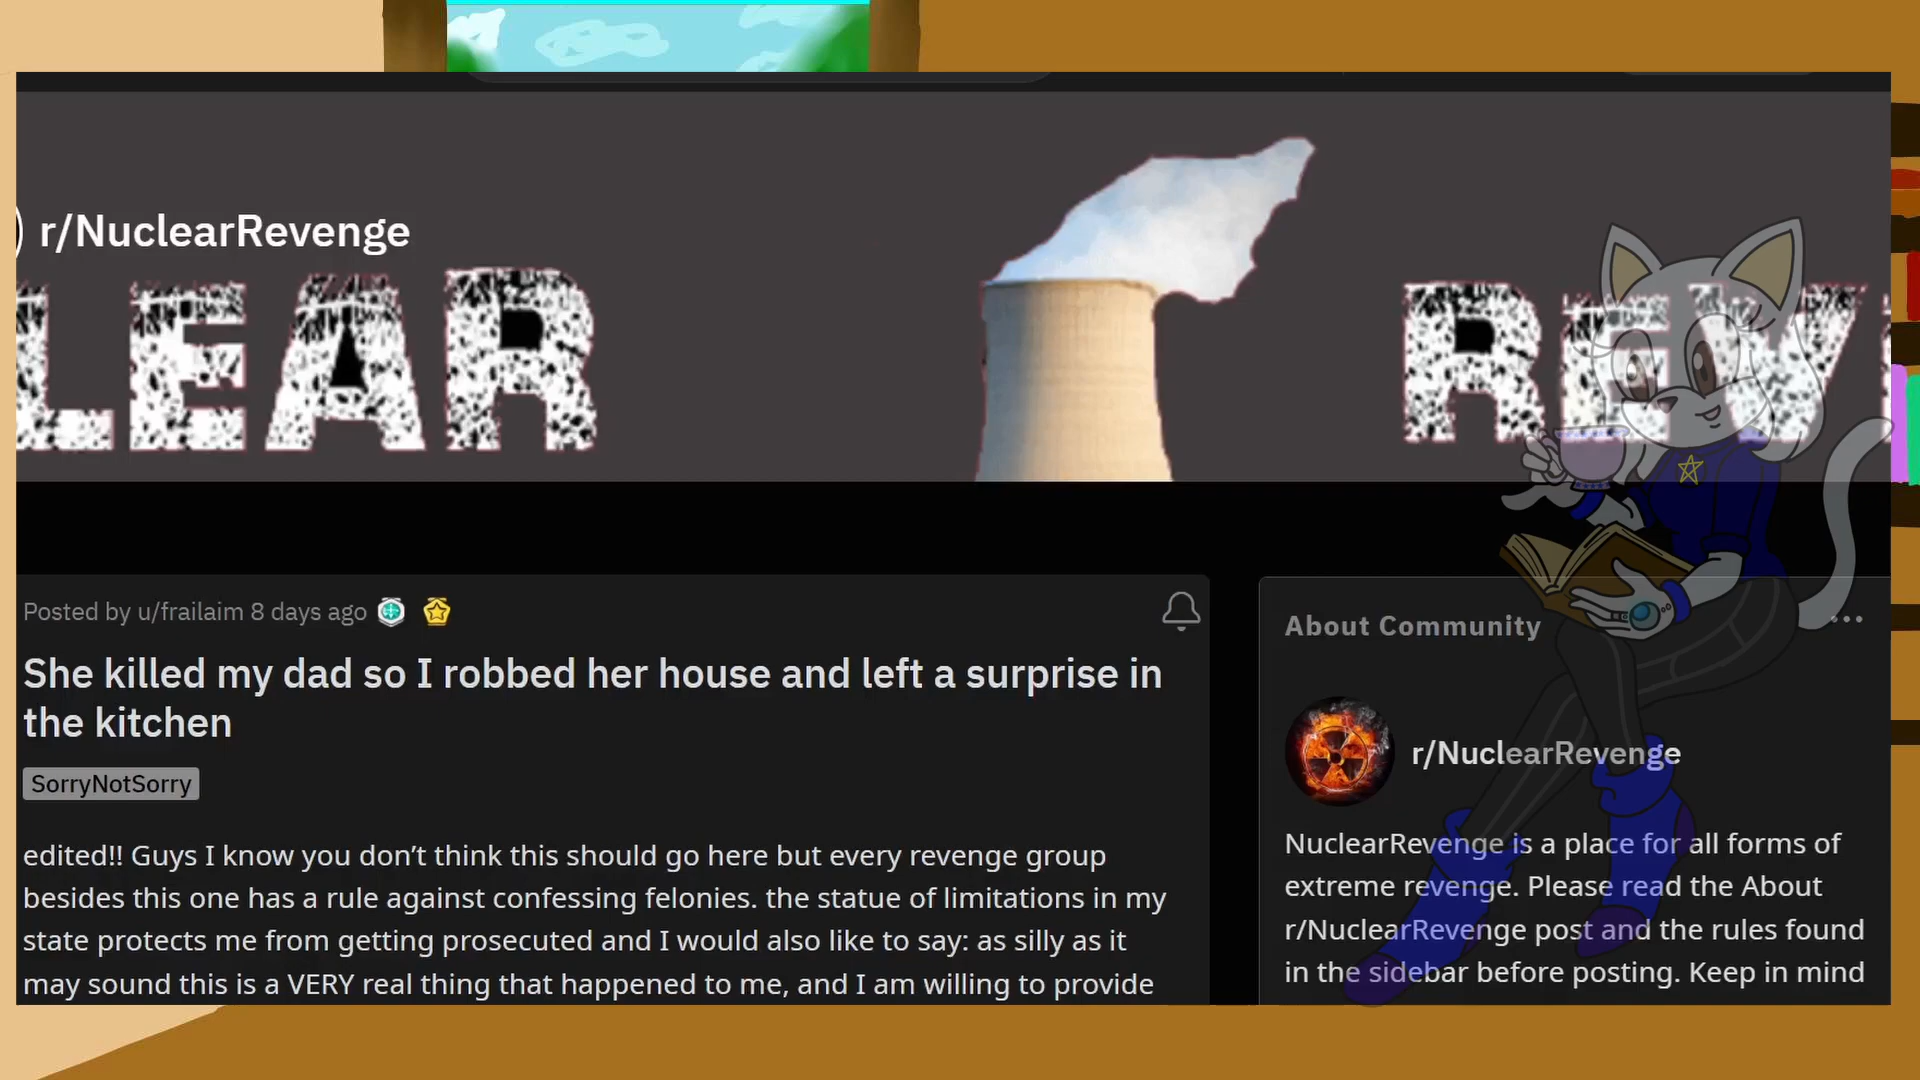 r/NuclearRevenge
LEAR REV
Posted by u/frailaim 8 days ago
She killed my dad so I robbed her house and left a surprise in
the kitchen
SorryNotSorry
edited!! Guys I know you don’t think this should go here but every revenge group
besides this one has a rule against confessing felonies. the statue of limitations in my
state protects me from getting prosecuted and I would also like to say: as silly as it
may sound this is a VERY real thing that happened to me, and I am willing to provide
About Community
r/NuclearRevenge
NuclearRevenge is a place for all forms of
extreme revenge. Please read the About
r/NuclearRevenge post and the rules found
in the sidebar before posting. Keep in mind